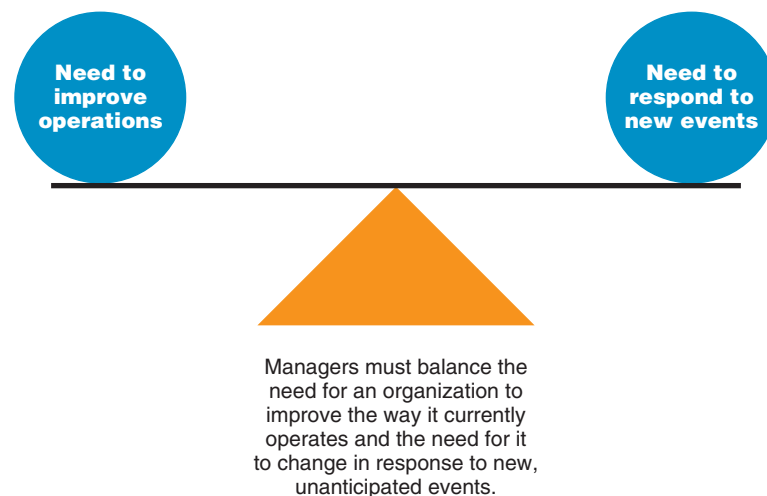 Need to
improve
operations
Need to
respond to
new events
Managers must balance the
need for an organization to
improve the way it currently
operates and the need for it
to change in response to new,
unanticipated events.